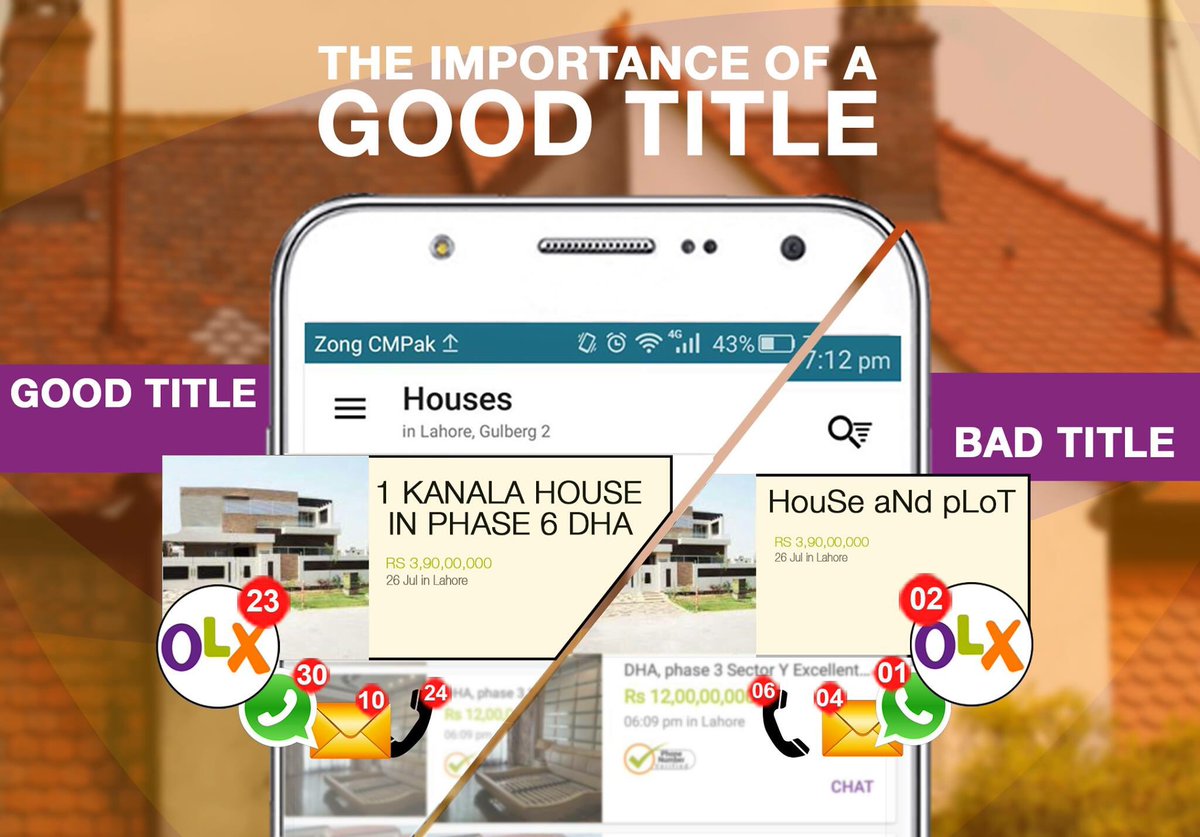 THE IMPORTANCE OF A
GOOD TITLE
Zong CMPak
4G
43%
7:12 pm
GOOD TITLE
Houses
in Lahore, Gulberg 2
BAD TITLE
1 KANALA HOUSE
IN PHASE 6 DHA
RS 3,90,00,000
26 Jul in Lahore
HouSe aNd pLoT
RS 3,90,00,000
26 Jul in Lahore
23
OLX
02
OLX
30
10
24
06
04
01
DHA, phase 3
Rs 12,00,00
06:09 pm
DHA, phase 3 Sector Y Excellent...
Rs 12,00,00,000
06:09 pm in Lahore
Phone
Number
Verified
CHAT